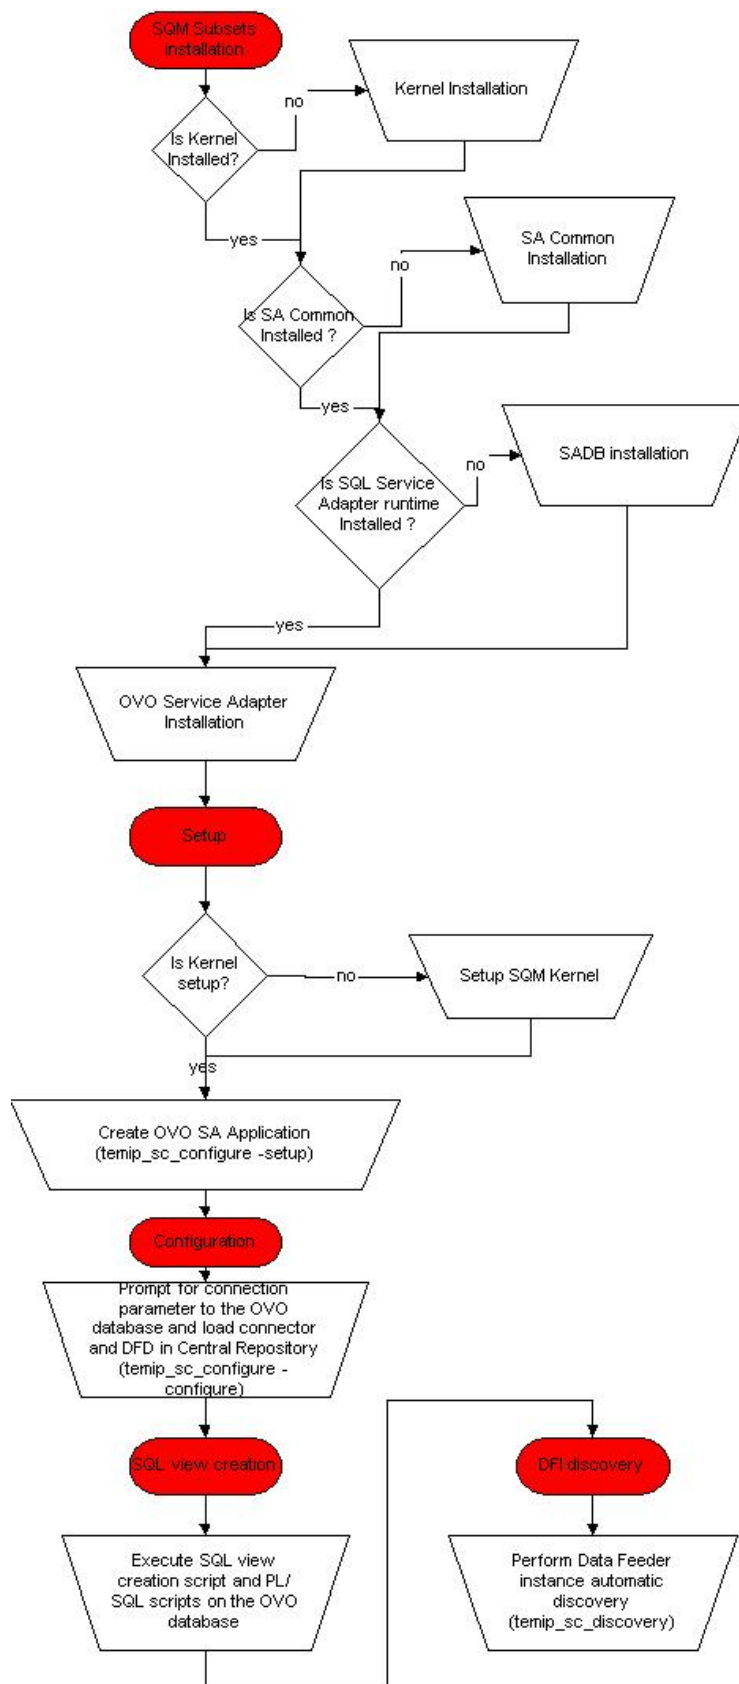 SQM Subsets
installation
no
Kernel Installation
Is Kernel
Installed?
yes
SA Common
Installation
no
Is SA Common
Installed ?
yes
SADB installation
no
Is SQL Service
Adapter runtime
Installed ?
yes
OVO Service Adapter
Installation
Setup
Is Kernel
setup?
no
Setup SQM Kernel
yes
Create OVO SA Application
(temip_sc_configure -setup)
Configuration
Prompt for connection
parameter to the OVO
database and load connector
and DFD in Central Repository
(temip_sc_configure -
configure)
SQL view creation
DFI discovery
Execute SQL view
creation script and PL/
SQL scripts on the OVO
database
Perform Data Feeder
instance automatic
discovery
(temip_sc_discovery)